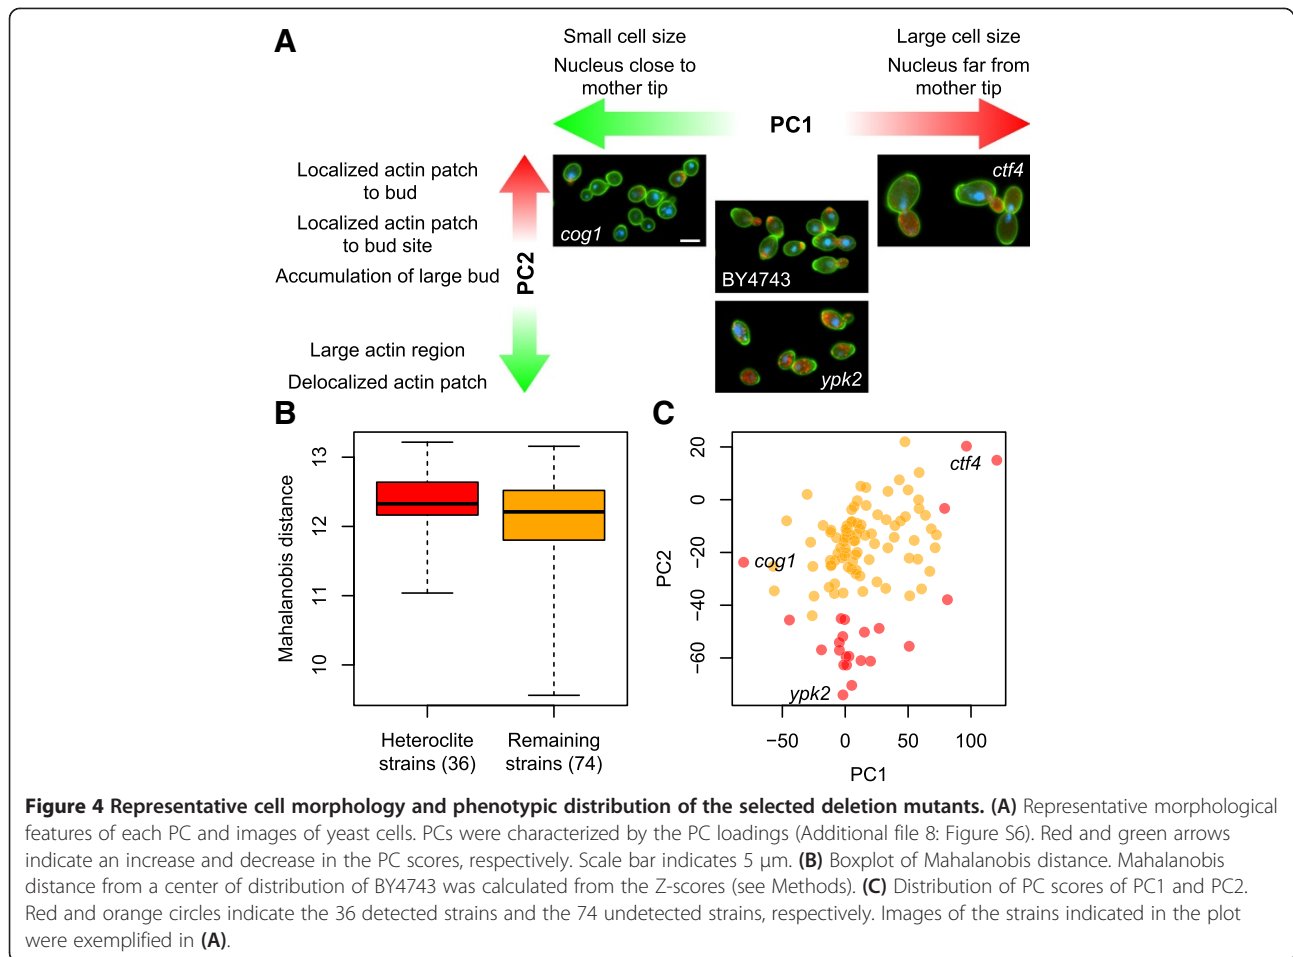 A
Small cell size
Nucleus close to
mother tip
Large cell size
Nucleus far from
mother tip
PC1
Localized actin patch
to bud
Localized actin patch
to bud site
Accumulation of large bud
PC2
Large actin region
Delocalized actin patch
cog1
ctf4
BY4743
ypk2
B
Mahalanobis distance
13
12
11
10
Heteroclite
strains (36)
Remaining
strains (74)
C
PC2
20
0
−20
−40
−60
ctf4
cog1
ypk2
−50
0
50
100
PC1
Figure 4 Representative cell morphology and phenotypic distribution of the selected deletion mutants. (A) Representative morphological
features of each PC and images of yeast cells. PCs were characterized by the PC loadings (Additional file 8: Figure S6). Red and green arrows
indicate an increase and decrease in the PC scores, respectively. Scale bar indicates 5 μm. (B) Boxplot of Mahalanobis distance. Mahalanobis
distance from a center of distribution of BY4743 was calculated from the Z-scores (see Methods). (C) Distribution of PC scores of PC1 and PC2.
Red and orange circles indicate the 36 detected strains and the 74 undetected strains, respectively. Images of the strains indicated in the plot
were exemplified in (A).